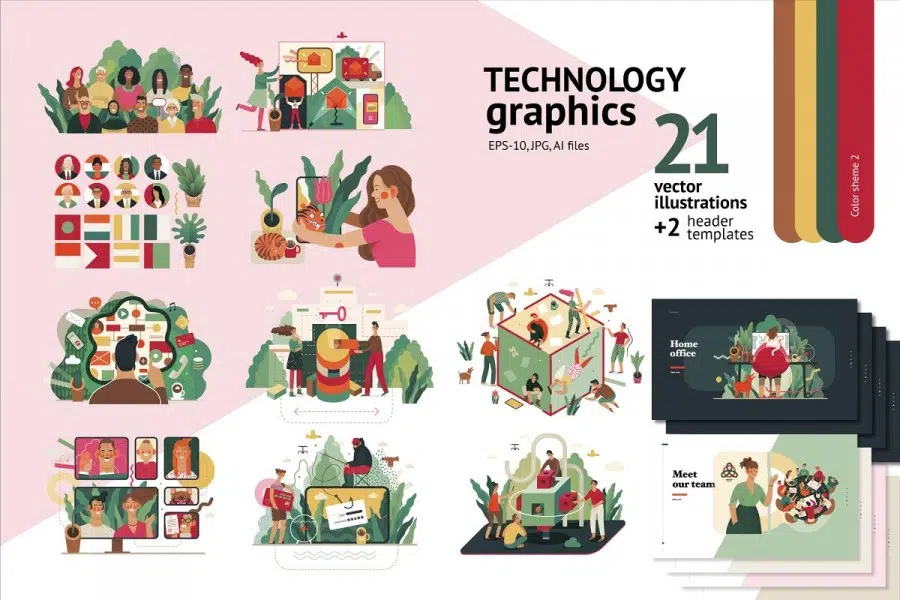 TECHNOLOGY
graphics
EPS-10, JPG, AI files
21
vector
illustrations
+2 header
templates
Color sheme 2
Home
office
Meet
our team